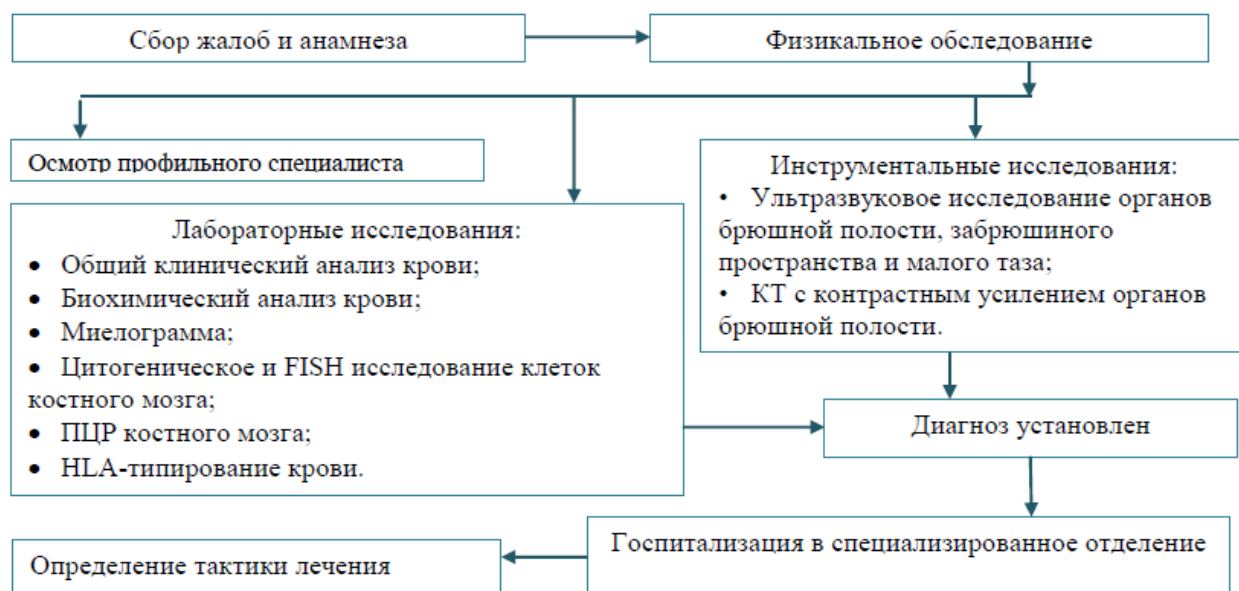 Сбор жалоб и анамнеза
Физикальное обследование
Осмотр профильного специалиста
Лабораторные исследования:
• Общий клинический анализ крови;
• Биохимический анализ крови;
• Миелограмма;
• Цитогеническое и FISH исследование клеток
костного мозга;
• ПЦР костного мозга;
• HLA-типирование крови.
Инструментальные исследования:
• Ультразвуковое исследование органов
брюшной полости, забрюшиного
пространства и малого таза;
• КТ с контрастным усилением органов
брюшной полости.
Диагноз установлен
Госпитализация в специализированное отделение
Определение тактики лечения